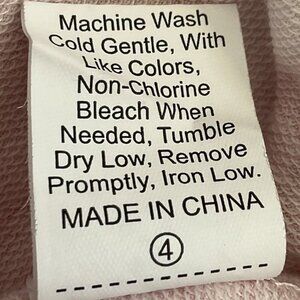 Machine Wash
Cold Gentle, With
Like Colors,
Non-Chlorine
Bleach When
Needed, Tumble
Dry Low, Remove
Promptly, Iron Low.
MADE IN CHINA
④